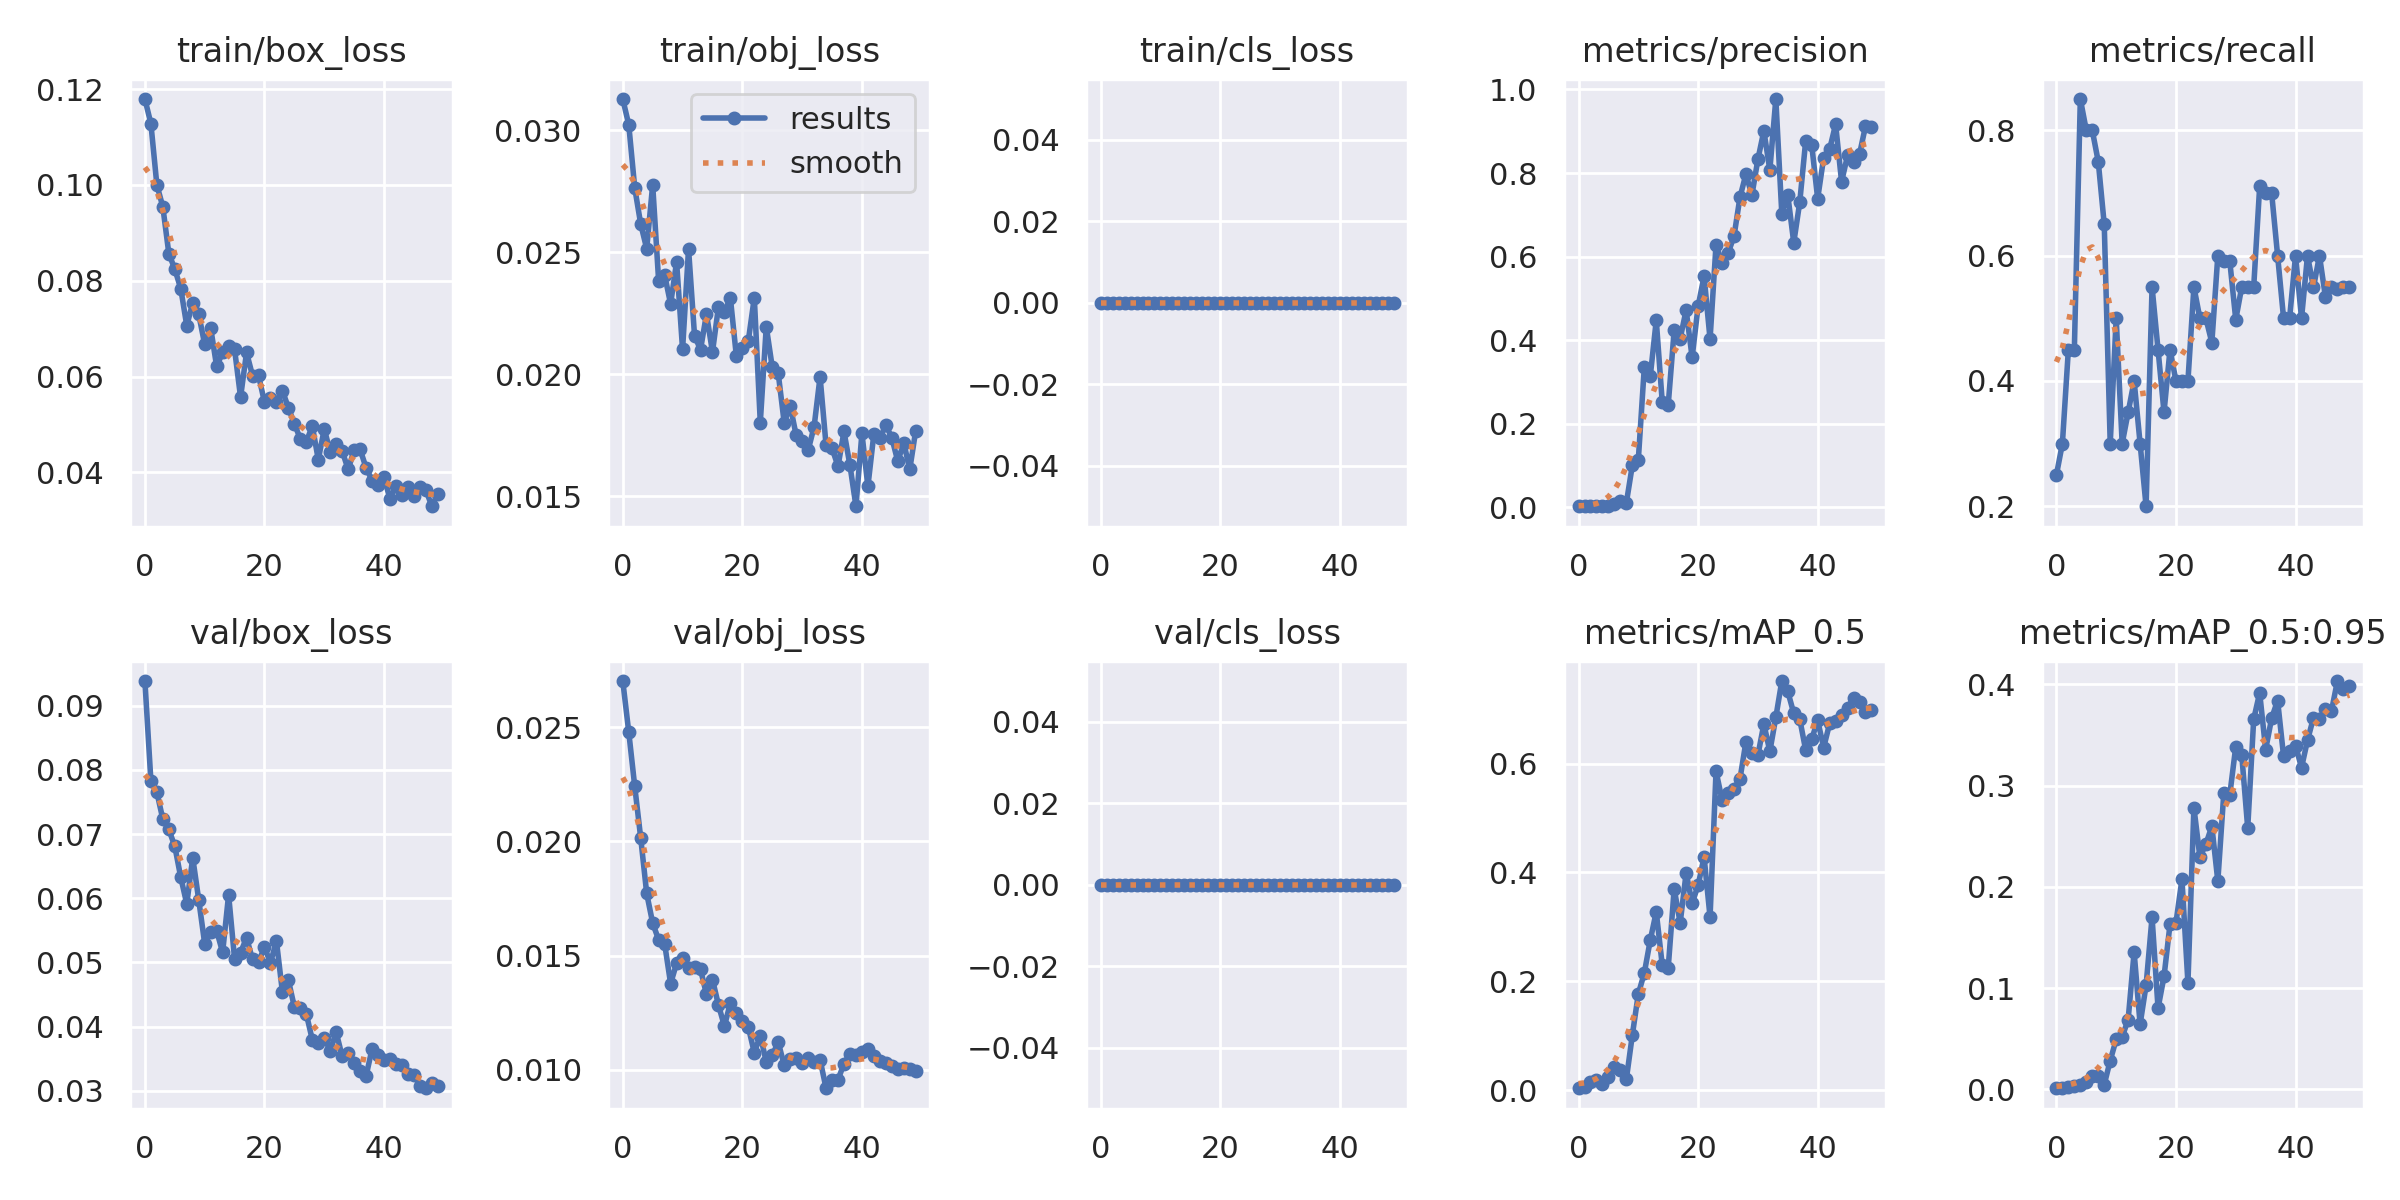 train/box_loss
0.12
0.10
0.08
0.06
0.04
0 20 40
train/obj_loss
results
smooth
0.030
0.025
0.020
0.015
0 20 40
train/cls_loss
0.04
0.02
0.00
−0.02
−0.04
0 20 40
metrics/precision
1.0
0.8
0.6
0.4
0.2
0.0
0 20 40
metrics/recall
0.8
0.6
0.4
0.2
0 20 40
val/box_loss
0.09
0.08
0.07
0.06
0.05
0.04
0.03
0 20 40
val/obj_loss
0.025
0.020
0.015
0.010
0 20 40
val/cls_loss
0.04
0.02
0.00
−0.02
−0.04
0 20 40
metrics/mAP_0.5
0.6
0.4
0.2
0.0
0 20 40
metrics/mAP_0.5:0.95
0.4
0.3
0.2
0.1
0.0
0 20 40